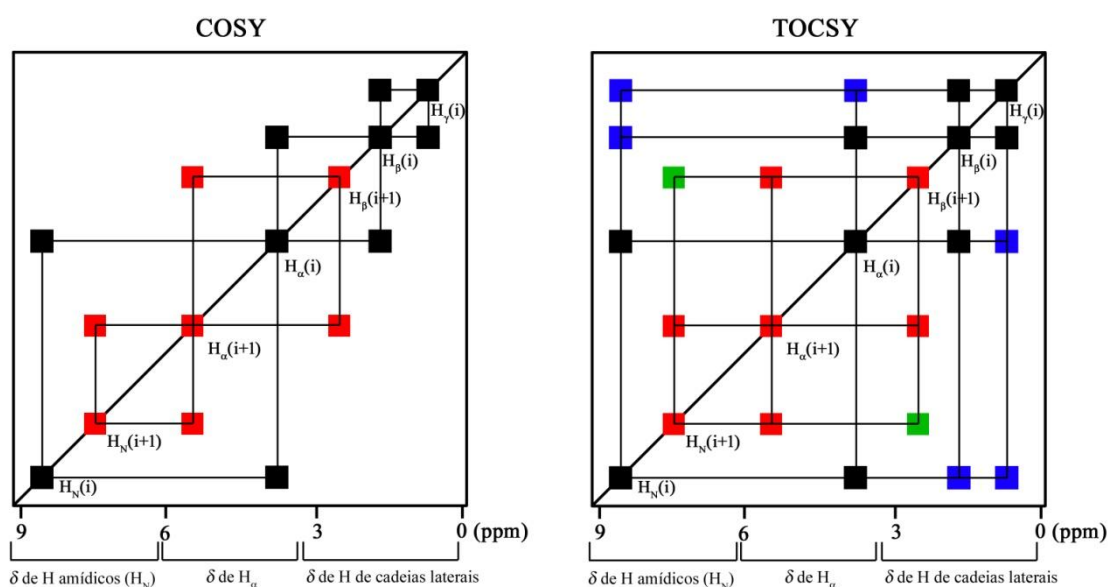 COSY
Hγ(i)
Hβ(i)
Hβ(i+1)
Hα(i)
Hα(i+1)
HN(i+1)
HN(i)
9 6 3 0 (ppm)
δ de H amídicos (HN) δ de Hα δ de H de cadeias laterais
TOCSY
Hγ(i)
Hβ(i)
Hβ(i+1)
Hα(i)
Hα(i+1)
HN(i+1)
HN(i)
9 6 3 0 (ppm)
δ de H amídicos (HN) δ de Hα δ de H de cadeias laterais